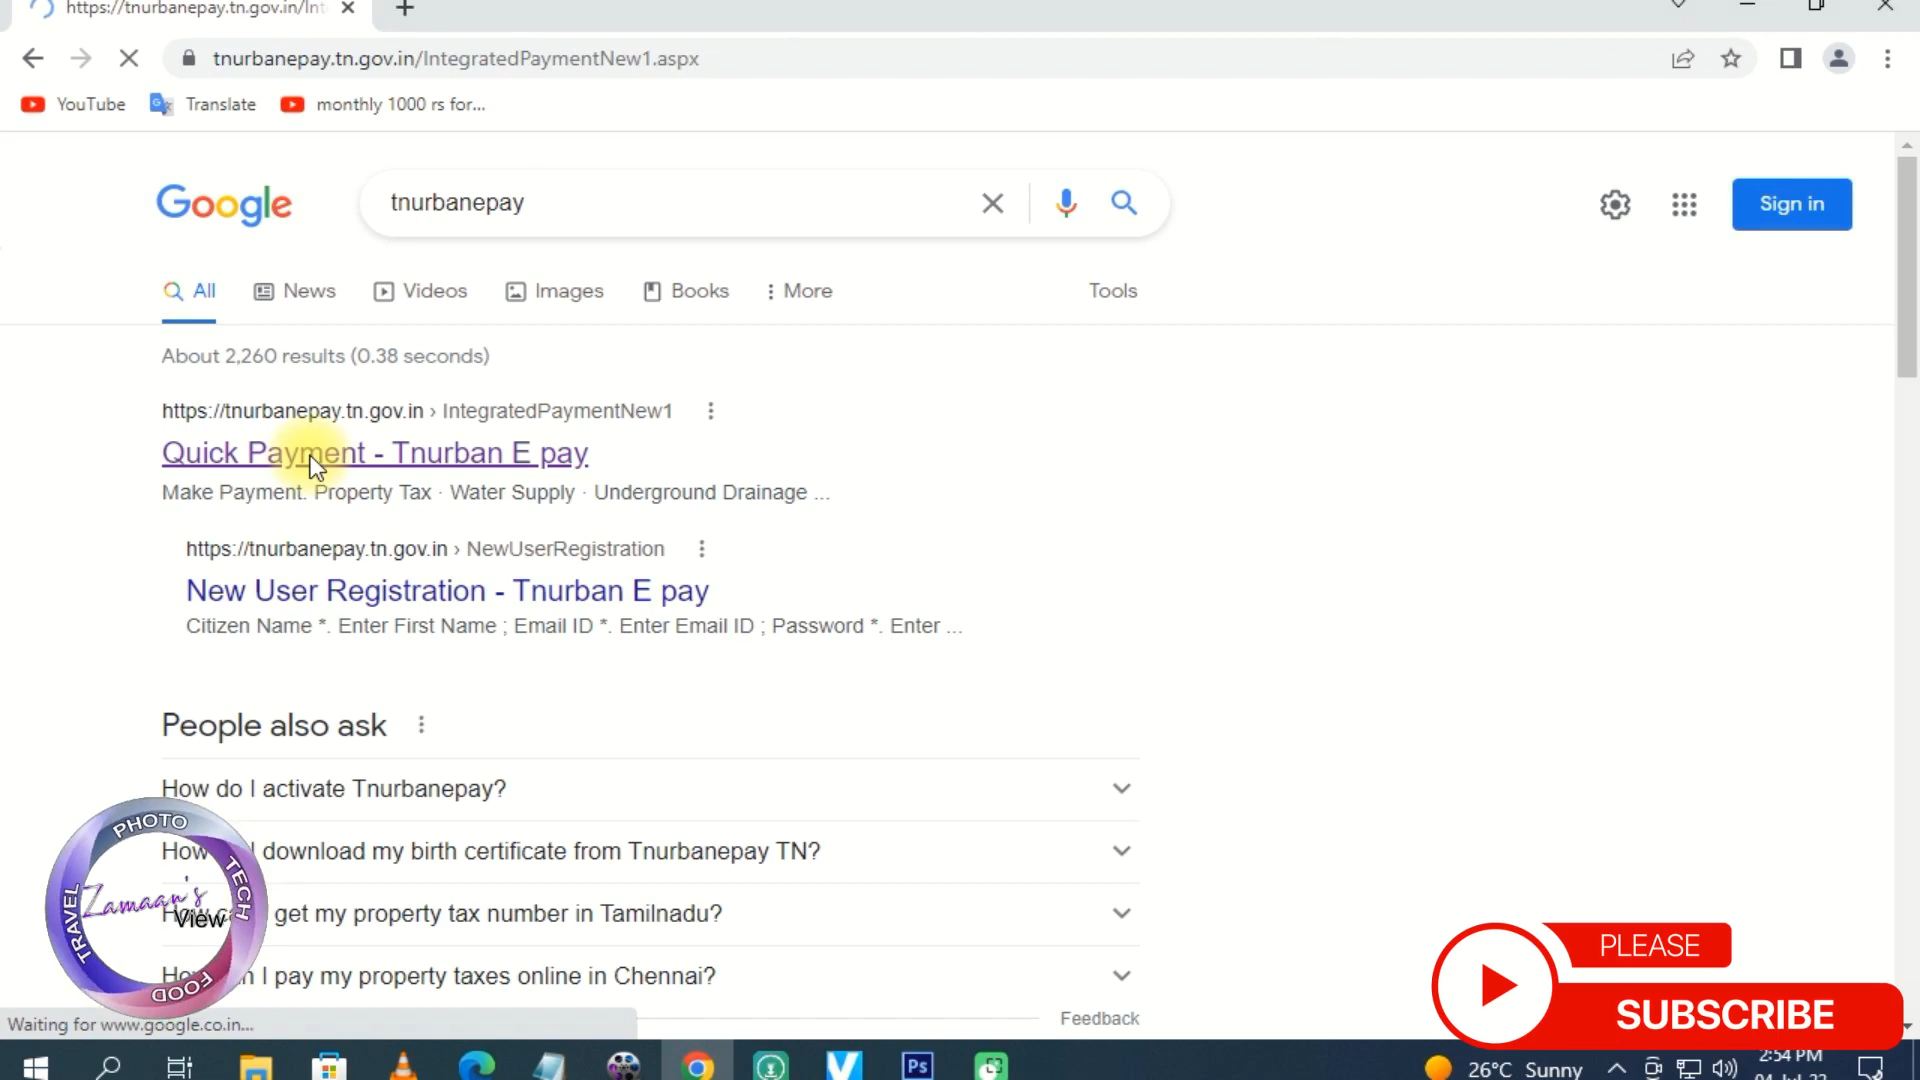 https://tnurbanepay.tn.gov.in/Int
tnurbanepay.tn.gov.in/IntegratedPaymentNew1.aspx
YouTube
Translate
monthly 1000 rs for...
Google
tnurbanepay
Sign in
All
News
Videos
Images
Books
More
Tools
About 2,260 results (0.38 seconds)
https://tnurbanepay.tn.gov.in › IntegratedPaymentNew1
Quick Payment - Tnurban E pay
Make Payment. Property Tax · Water Supply · Underground Drainage ...
https://tnurbanepay.tn.gov.in › NewUserRegistration
New User Registration - Tnurban E pay
Citizen Name *. Enter First Name ; Email ID *. Enter Email ID ; Password *. Enter ...
People also ask
How do I activate Tnurbanepay?
download my birth certificate from Tnurbanepay TN?
get my property tax number in Tamilnadu?
I pay my property taxes online in Chennai?
Feedback
PHOTO
TECH
FOOD
TRAVEL
Zamaan's
View
PLEASE
SUBSCRIBE
Waiting for www.google.co.in...
Ps
26°C Sunny
2:54 PM